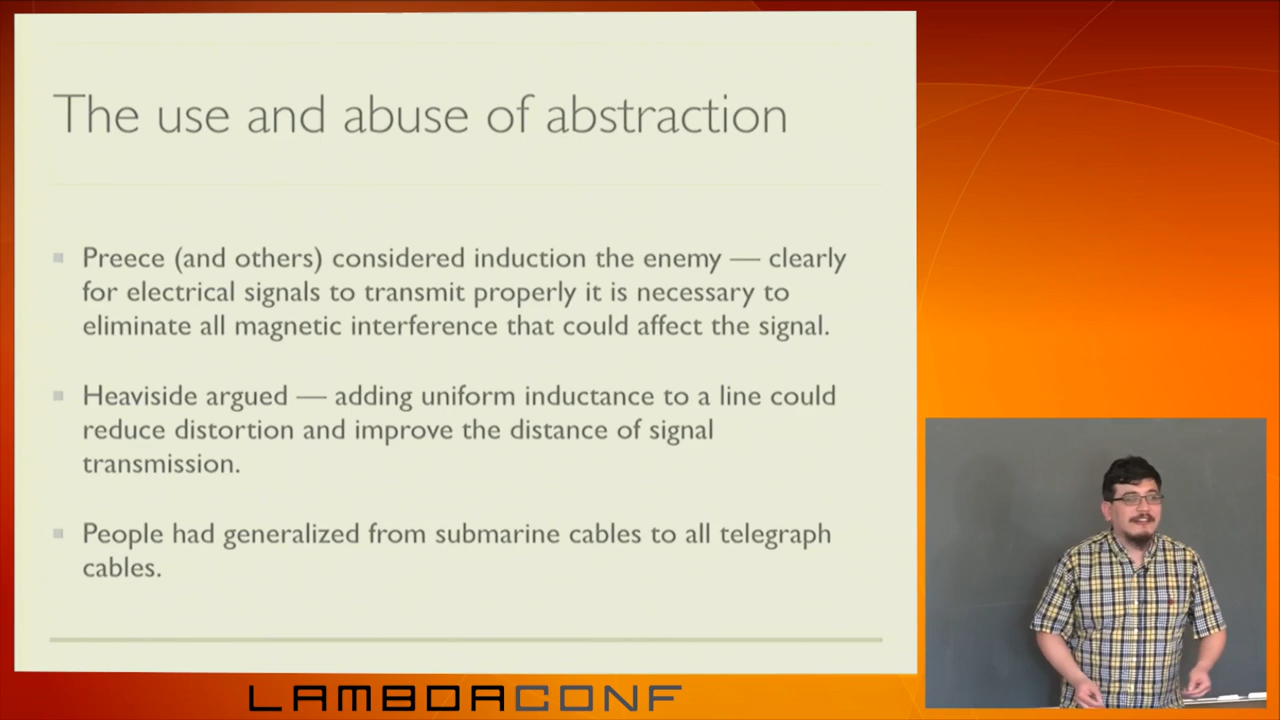 The use and abuse of abstraction
Preece (and others) considered induction the enemy — clearly
for electrical signals to transmit properly it is necessary to
eliminate all magnetic interference that could affect the signal.
Heaviside argued — adding uniform inductance to a line could
reduce distortion and improve the distance of signal
transmission.
People had generalized from submarine cables to all telegraph
cables.
LAMBDACONF